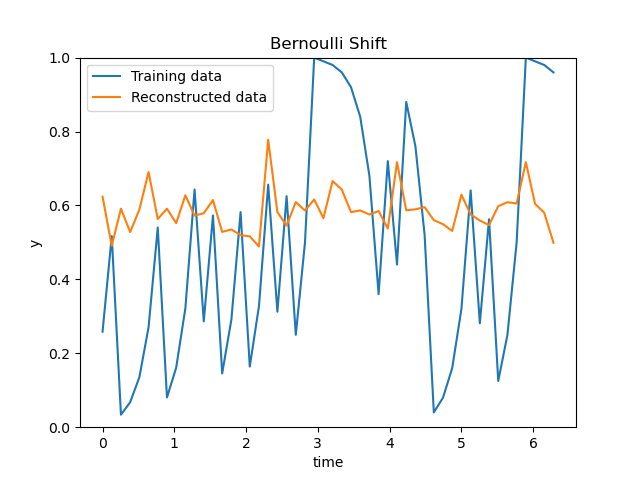 Bernoulli Shift
Training data
Reconstructed data
y
1.0
0.8
0.6
0.4
0.2
0.0
0 1 2 3 4 5 6
time